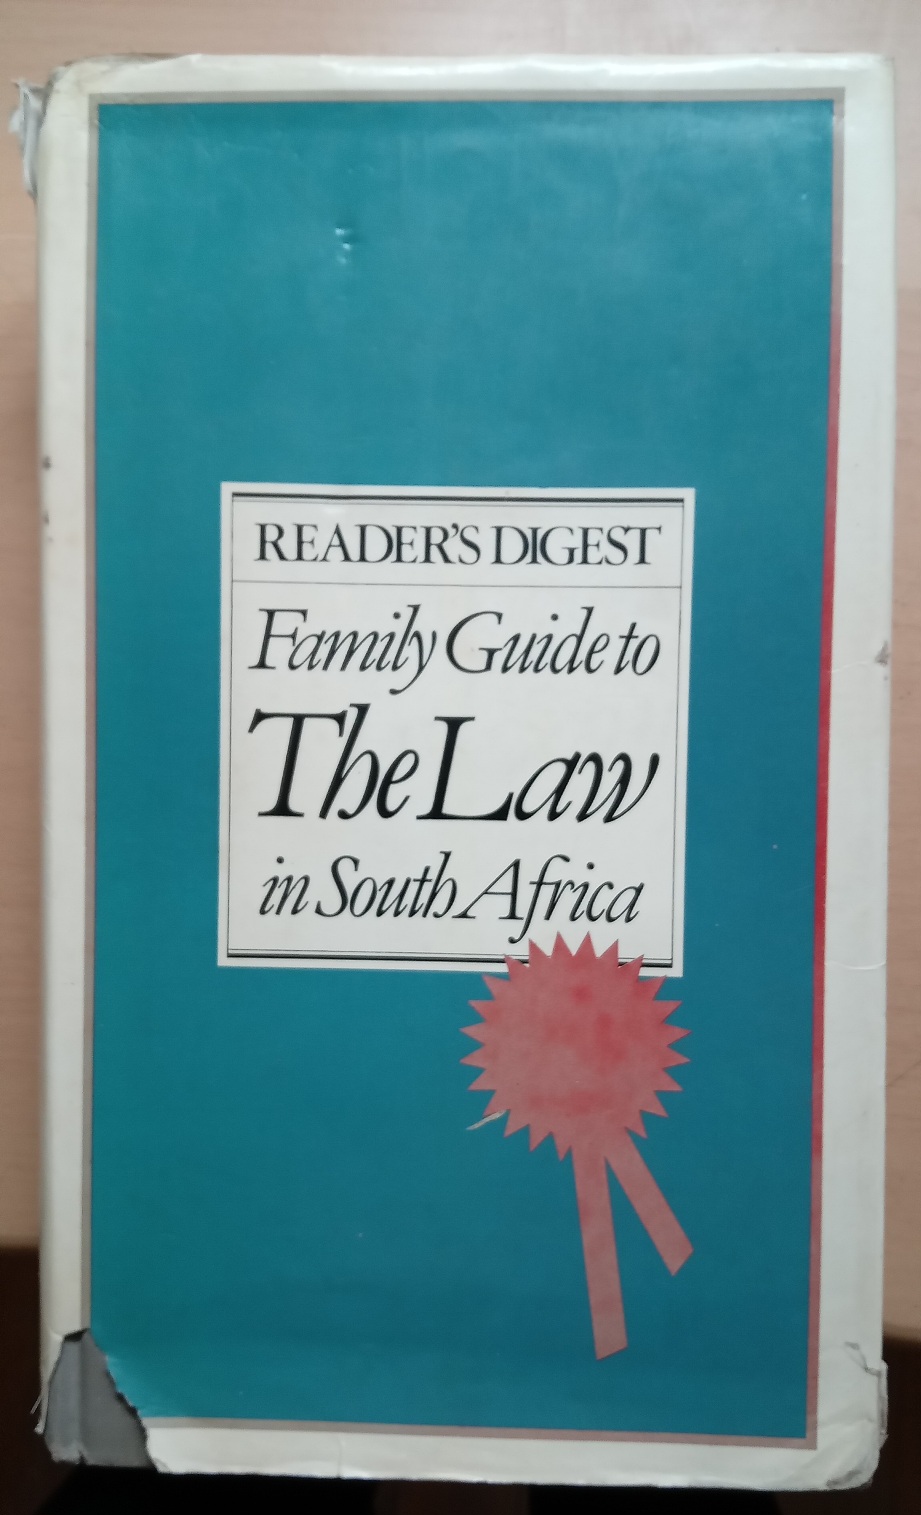 READER'S DIGEST
Family Guide to
The Law
in South Africa